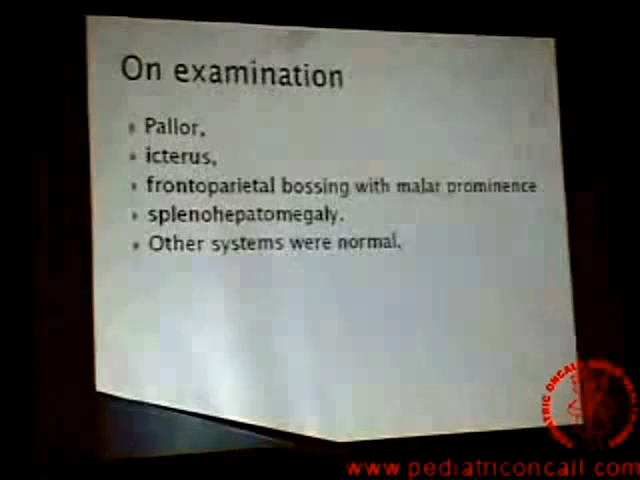 On examination
Pallor,
icterus,
frontoparietal bossing with malar prominence
splenohepatomegaly.
Other systems were normal.
www.pediatriconcall.com